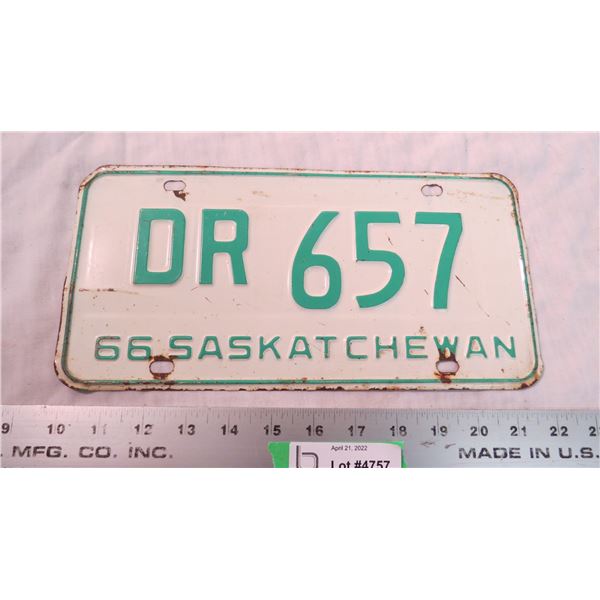 DR 657
66 SASKATCHEWAN
9 10 11 12 13 14 15 16 17 18 19 20 21 22
. MFG. CO. INC. MADE IN U.S.
April 21, 2022
Lot #4757